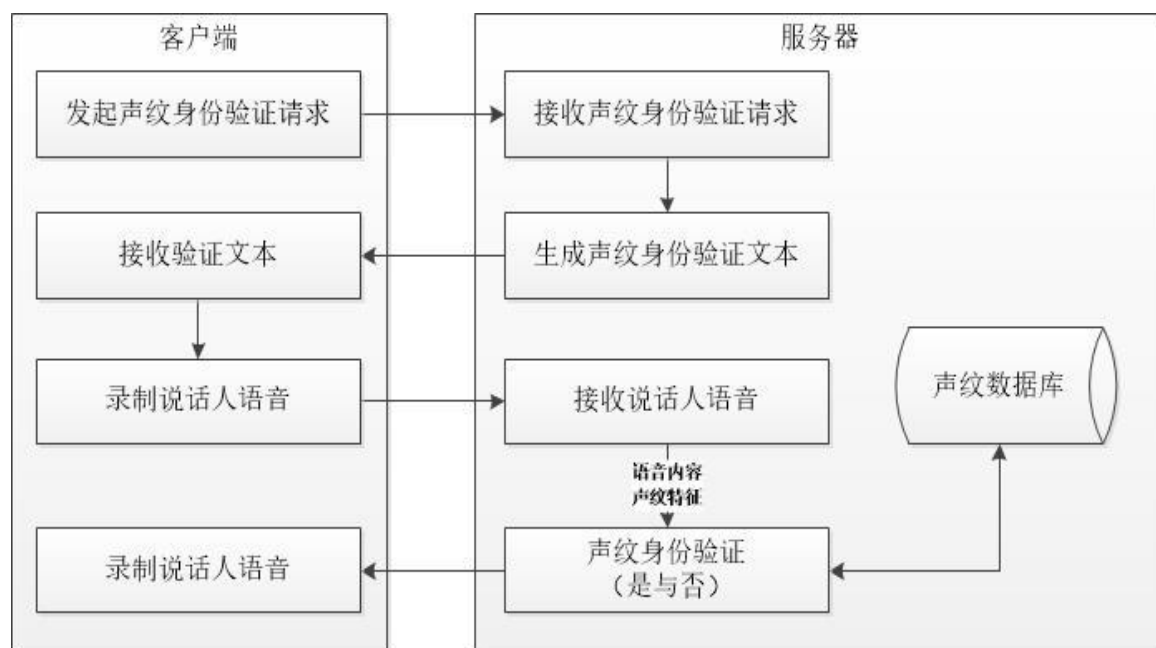 客户端
服务器
发起声纹身份验证请求
接收声纹身份验证请求
接收验证文本
生成声纹身份验证文本
录制说话人语音
接收说话人语音
声纹数据库
语音内容
声纹特征
录制说话人语音
声纹身份验证
（是与否）